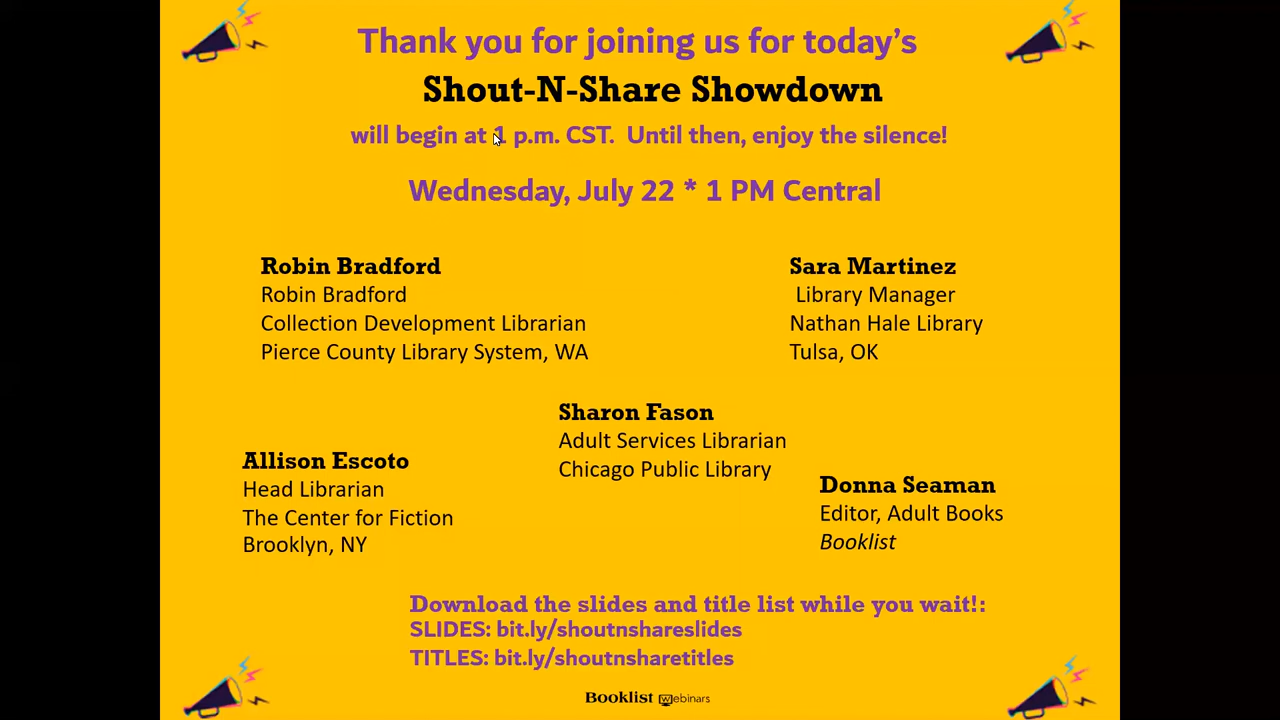 Thank you for joining us for today's
Shout-N-Share Showdown
will begin at 1 p.m. CST.  Until then, enjoy the silence!
Wednesday, July 22 * 1 PM Central
Robin Bradford
Robin Bradford
Collection Development Librarian
Pierce County Library System, WA
Sara Martinez
Library Manager
Nathan Hale Library
Tulsa, OK
Sharon Fason
Adult Services Librarian
Chicago Public Library
Allison Escoto
Head Librarian
The Center for Fiction
Brooklyn, NY
Donna Seaman
Editor, Adult Books
Booklist
Download the slides and title list while you wait!:
SLIDES: bit.ly/shoutnshareslides
TITLES: bit.ly/shoutnsharetitles
Booklist webinars